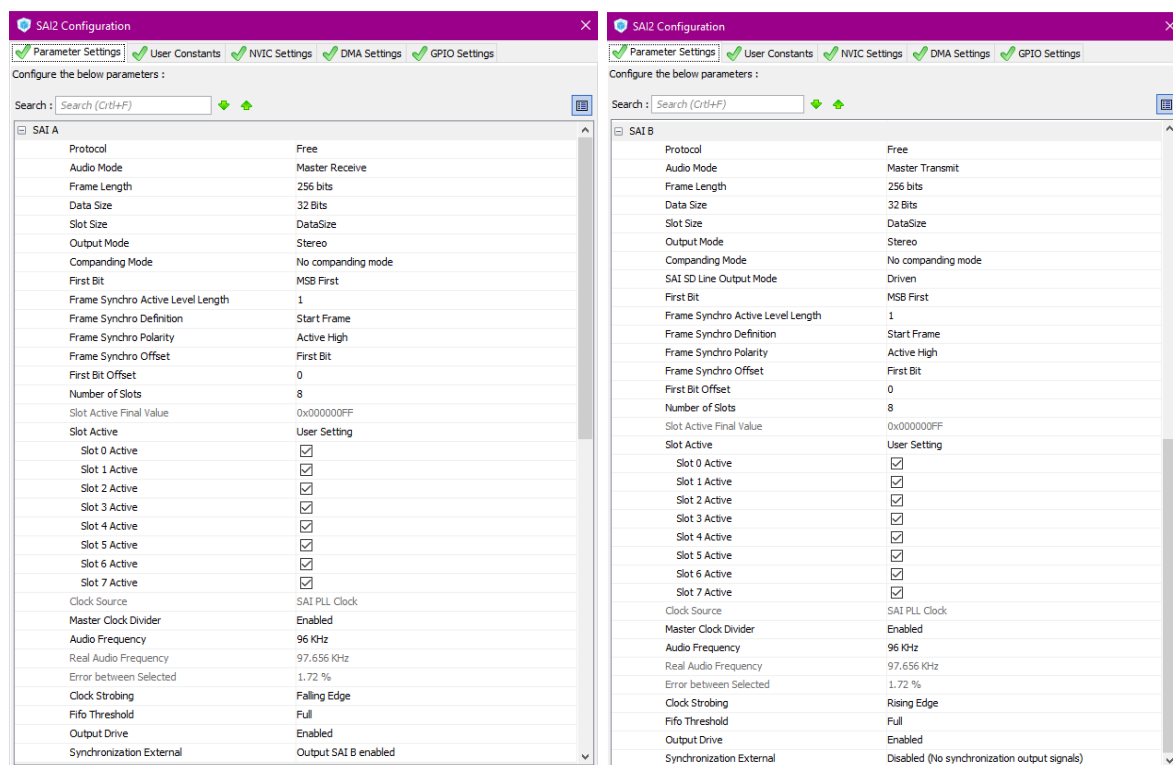 SAI2 Configuration
Parameter Settings User Constants NVIC Settings DMA Settings GPIO Settings
Configure the below parameters :
Search : Search (CrtI+F)
SAI A
Protocol Free
Audio Mode Master Receive
Frame Length 256 bits
Data Size 32 Bits
Slot Size DataSize
Output Mode Stereo
Companding Mode No companding mode
First Bit MSB First
Frame Synchro Active Level Length 1
Frame Synchro Definition Start Frame
Frame Synchro Polarity Active High
Frame Synchro Offset First Bit
First Bit Offset 0
Number of Slots 8
Slot Active Final Value 0x000000FF
Slot Active User Setting
Slot 0 Active
Slot 1 Active
Slot 2 Active
Slot 3 Active
Slot 4 Active
Slot 5 Active
Slot 6 Active
Slot 7 Active
Clock Source SAI PLL Clock
Master Clock Divider Enabled
Audio Frequency 96 KHz
Real Audio Frequency 97.656 KHz
Error between Selected 1.72 %
Clock Strobing Falling Edge
Fifo Threshold Full
Output Drive Enabled
Synchronization External Output SAI B enabled
SAI2 Configuration
Parameter Settings User Constants NVIC Settings DMA Settings GPIO Settings
Configure the below parameters :
Search : Search (CrtI+F)
SAI B
Protocol Free
Audio Mode Master Transmit
Frame Length 256 bits
Data Size 32 Bits
Slot Size DataSize
Output Mode Stereo
Companding Mode No companding mode
SAI SD Line Output Mode Driven
First Bit MSB First
Frame Synchro Active Level Length 1
Frame Synchro Definition Start Frame
Frame Synchro Polarity Active High
Frame Synchro Offset First Bit
First Bit Offset 0
Number of Slots 8
Slot Active Final Value 0x000000FF
Slot Active User Setting
Slot 0 Active
Slot 1 Active
Slot 2 Active
Slot 3 Active
Slot 4 Active
Slot 5 Active
Slot 6 Active
Slot 7 Active
Clock Source SAI PLL Clock
Master Clock Divider Enabled
Audio Frequency 96 KHz
Real Audio Frequency 97.656 KHz
Error between Selected 1.72 %
Clock Strobing Rising Edge
Fifo Threshold Full
Output Drive Enabled
Synchronization External Disabled (No synchronization output signals)